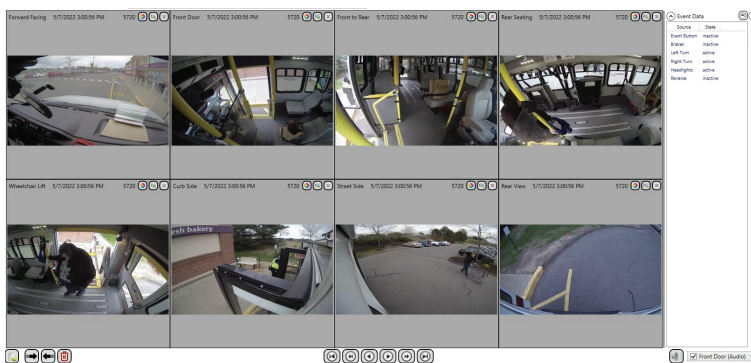 Forward Facing 5/7/2022 3:00:56 PM 5720
Front Door 5/7/2022 3:00:56 PM 5720
Front to Rear 5/7/2022 3:00:56 PM 5720
Rear Seating 5/7/2022 3:00:56 PM 5720
Event Data
Source State
Event Button inactive
Brakes inactive
Left Turn active
Right Turn active
Headlights active
Reverse inactive
Wheelchair Lift 5/7/2022 3:00:56 PM 5720
Curb Side 5/7/2022 3:00:56 PM 5720
Street Side 5/7/2022 3:00:56 PM 5720
Rear View 5/7/2022 3:00:56 PM 5720
esh bakery
Front Door (Audio)